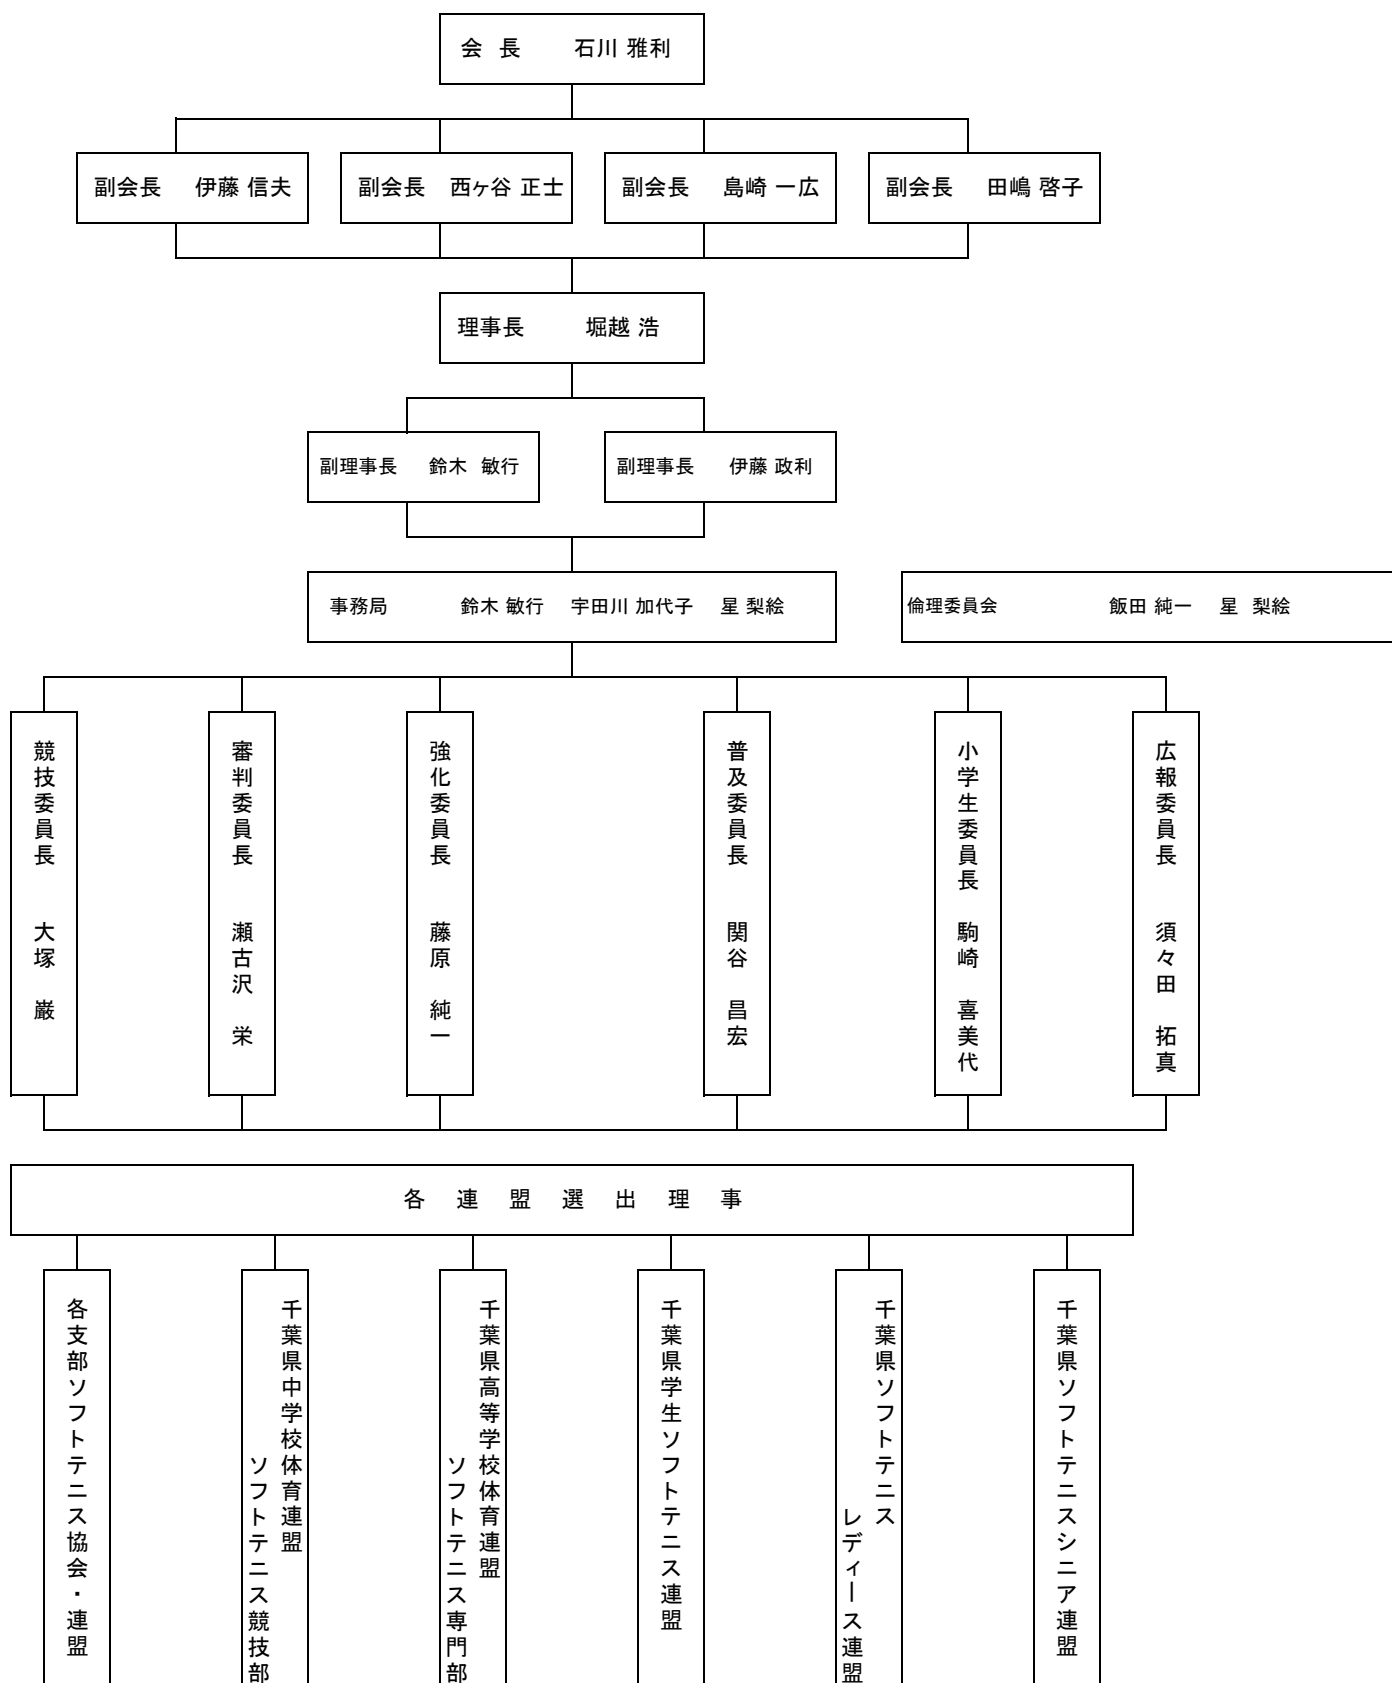 会 長 石川 雅利
副会長 伊藤 信夫
副会長 西ヶ谷 正士
副会長 島崎 一広
副会長 田嶋 啓子
理事長 堀越 浩
副理事長 鈴木 敏行
副理事長 伊藤 政利
事務局 鈴木 敏行 宇田川 加代子 星 梨絵
倫理委員会 飯田 純一 星 梨絵
競技委員長 大塚 巌
審判委員長 瀬古沢 栄
強化委員長 藤原 純一
普及委員長 関谷 昌宏
小学生委員長 駒崎 喜美代
広報委員長 須々田 拓真
各 連 盟 選 出 理 事
各支部ソフトテニス協会・連盟
千葉県中学校体育連盟
ソフトテニス競技部
千葉県高等学校体育連盟
ソフトテニス専門部
千葉県学生ソフトテニス連盟
千葉県ソフトテニス
レディース連盟
千葉県ソフトテニスシニア連盟